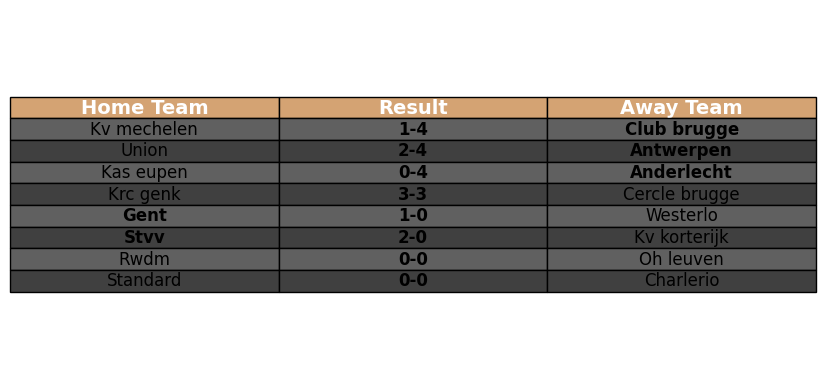 Home Team Result Away Team
Kv mechelen 1-4 Club brugge
Union 2-4 Antwerpen
Kas eupen 0-4 Anderlecht
Krc genk 3-3 Cercle brugge
Gent 1-0 Westerlo
Stvv 2-0 Kv korterijk
Rwdm 0-0 Oh leuven
Standard 0-0 Charlerio